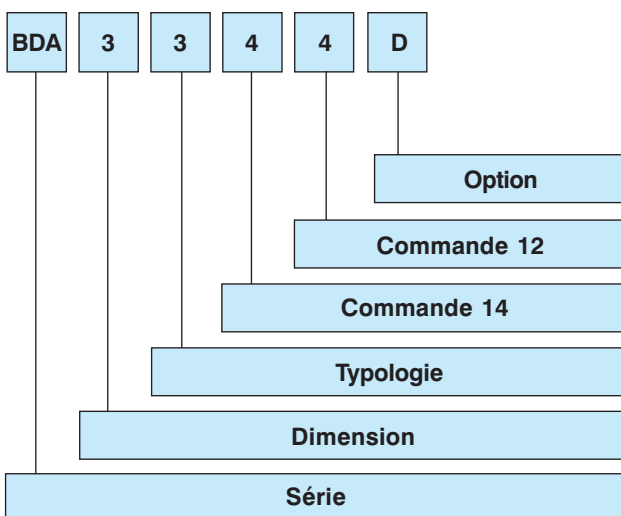 BDA 3 3 4 4 D
Option
Commande 12
Commande 14
Typologie
Dimension
Série